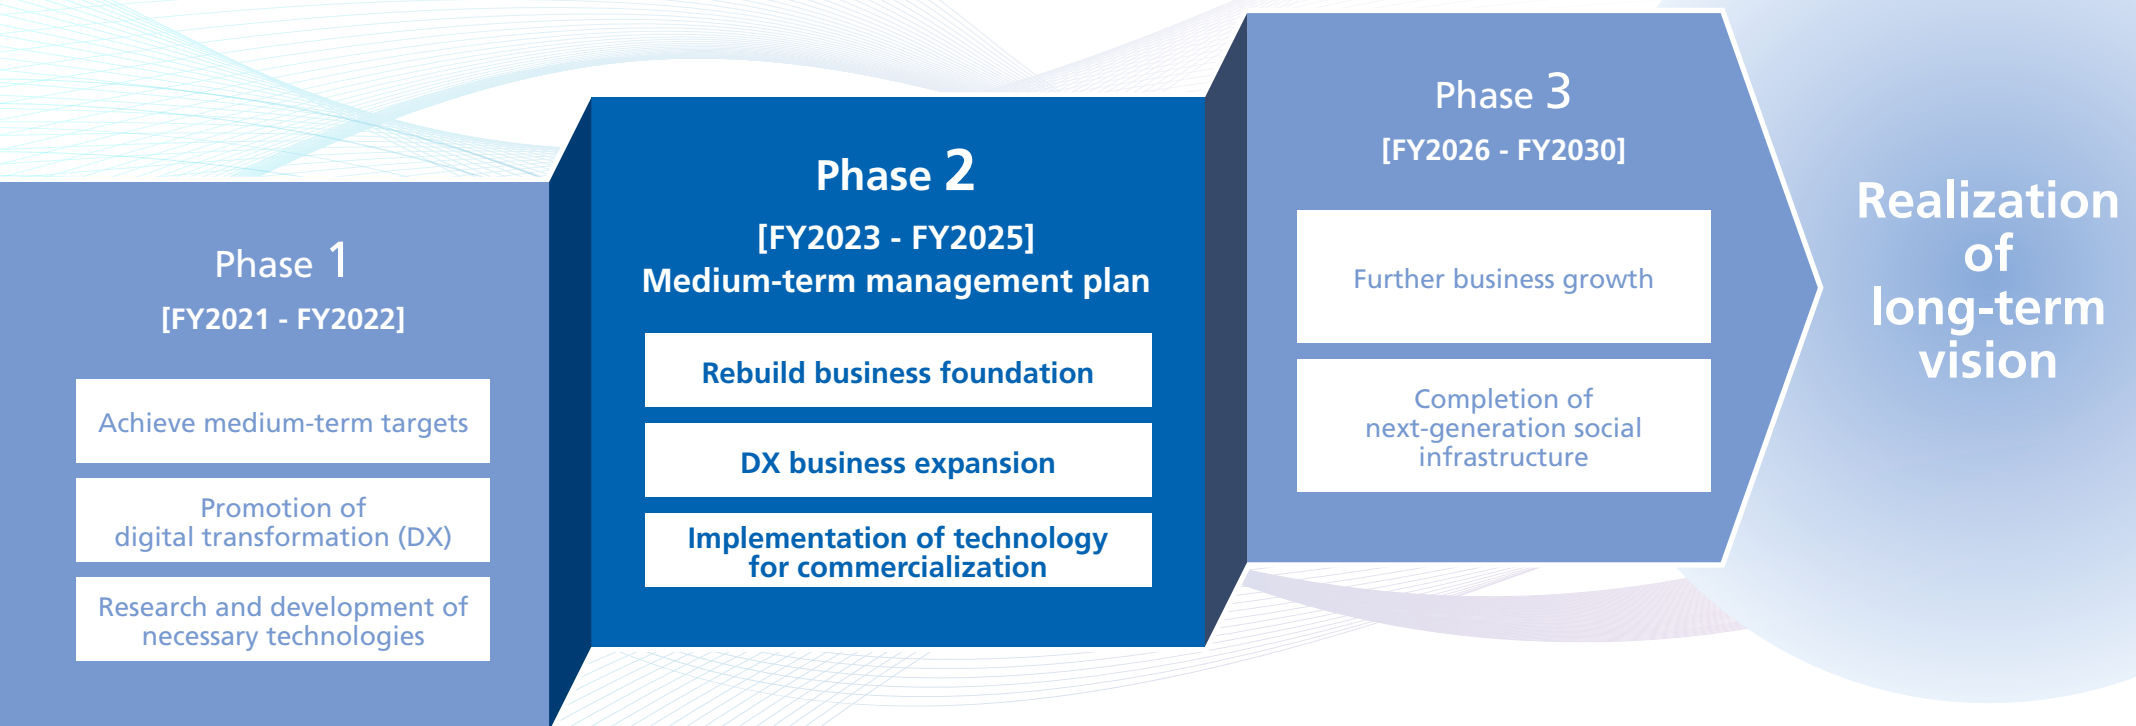 Phase 1
[FY2021 - FY2022]
Achieve medium-term targets
Promotion of
digital transformation (DX)
Research and development of
necessary technologies
Phase 2
[FY2023 - FY2025]
Medium-term management plan
Rebuild business foundation
DX business expansion
Implementation of technology
for commercialization
Phase 3
[FY2026 - FY2030]
Further business growth
Completion of
next-generation social
infrastructure
Realization
of
long-term
vision